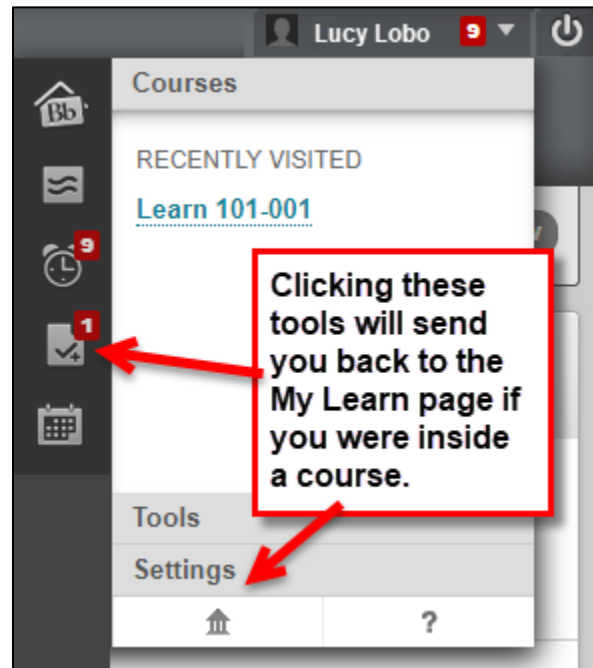 Lucy Lobo 9
Courses
Bb
RECENTLY VISITED
Learn 101-001
9
1
Clicking these
tools will send
you back to the
My Learn page if
you were inside
a course.
Tools
Settings
?